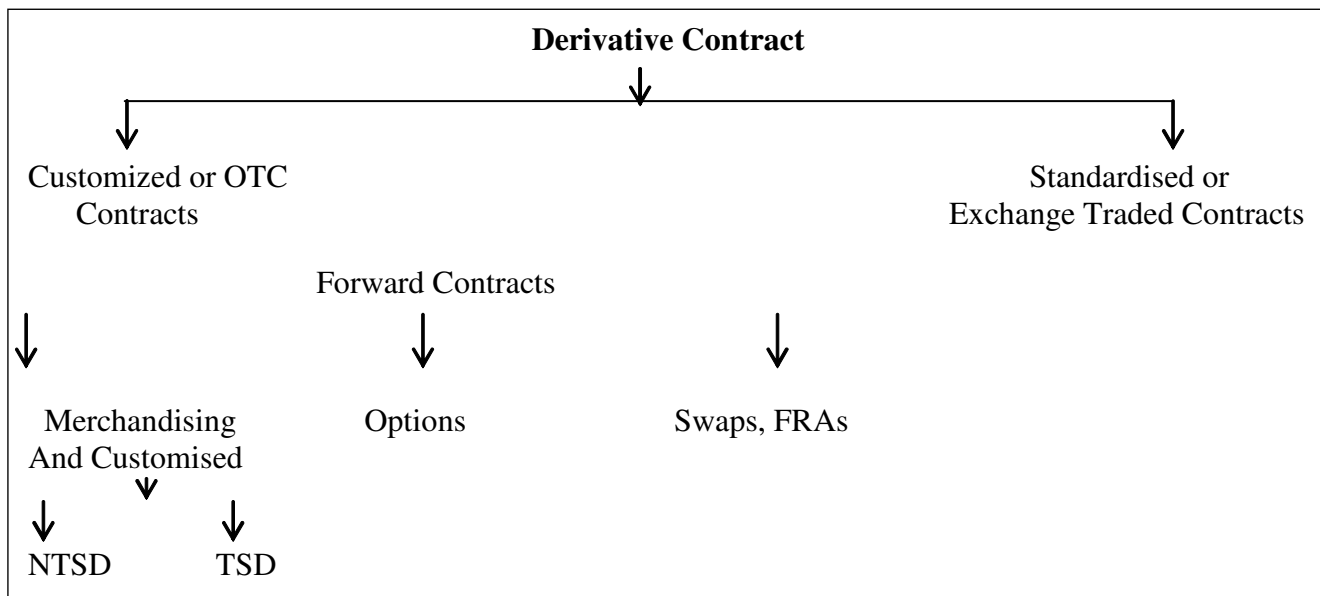 Derivative Contract
Customized or OTC
Contracts
Standardised or
Exchange Traded Contracts
Forward Contracts
Merchandising
And Customised
Options
Swaps, FRAs
NTSD
TSD